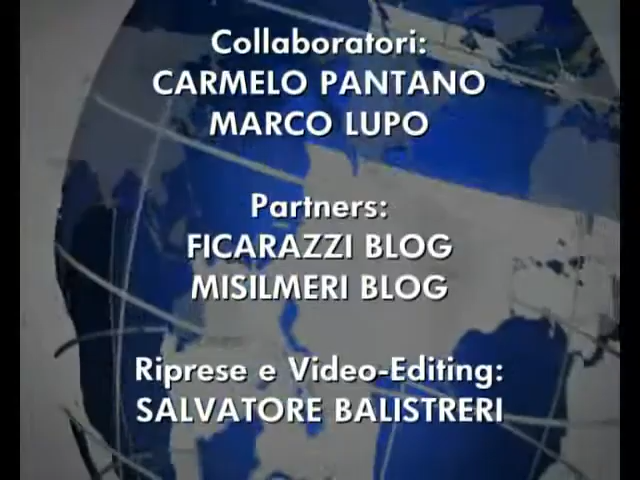 Collaboratori:
CARMELO PANTANO
MARCO LUPO
Partners:
FICARAZZI BLOG
MISILMERI BLOG
Riprese e Video-Editing:
SALVATORE BALISTRERI